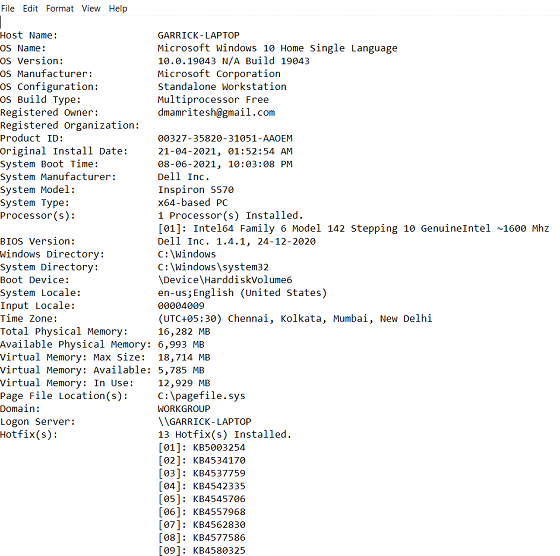 File Edit Format View Help
Host Name: GARRICK-LAPTOP
OS Name: Microsoft Windows 10 Home Single Language
OS Version: 10.0.19043 N/A Build 19043
OS Manufacturer: Microsoft Corporation
OS Configuration: Standalone Workstation
OS Build Type: Multiprocessor Free
Registered Owner: dmamritesh@gmail.com
Registered Organization:
Product ID: 00327-35820-31051-AAOEM
Original Install Date: 21-04-2021, 01:52:54 AM
System Boot Time: 08-06-2021, 10:03:08 PM
System Manufacturer: Dell Inc.
System Model: Inspiron 5570
System Type: x64-based PC
Processor(s): 1 Processor(s) Installed.
[01]: Intel64 Family 6 Model 142 Stepping 10 GenuineIntel ~1600 Mhz
BIOS Version: Dell Inc. 1.4.1, 24-12-2020
Windows Directory: C:\Windows
System Directory: C:\Windows\system32
Boot Device: \Device\HarddiskVolume6
System Locale: en-us;English (United States)
Input Locale: 00004009
Time Zone: (UTC+05:30) Chennai, Kolkata, Mumbai, New Delhi
Total Physical Memory: 16,282 MB
Available Physical Memory: 6,993 MB
Virtual Memory: Max Size: 18,714 MB
Virtual Memory: Available: 5,785 MB
Virtual Memory: In Use: 12,929 MB
Page File Location(s): C:\pagefile.sys
Domain: WORKGROUP
Logon Server: \\GARRICK-LAPTOP
Hotfix(s): 13 Hotfix(s) Installed.
[01]: KB5003254
[02]: KB4534170
[03]: KB4537759
[04]: KB4542335
[05]: KB4545706
[06]: KB4557968
[07]: KB4562830
[08]: KB4577586
[09]: KB4580325